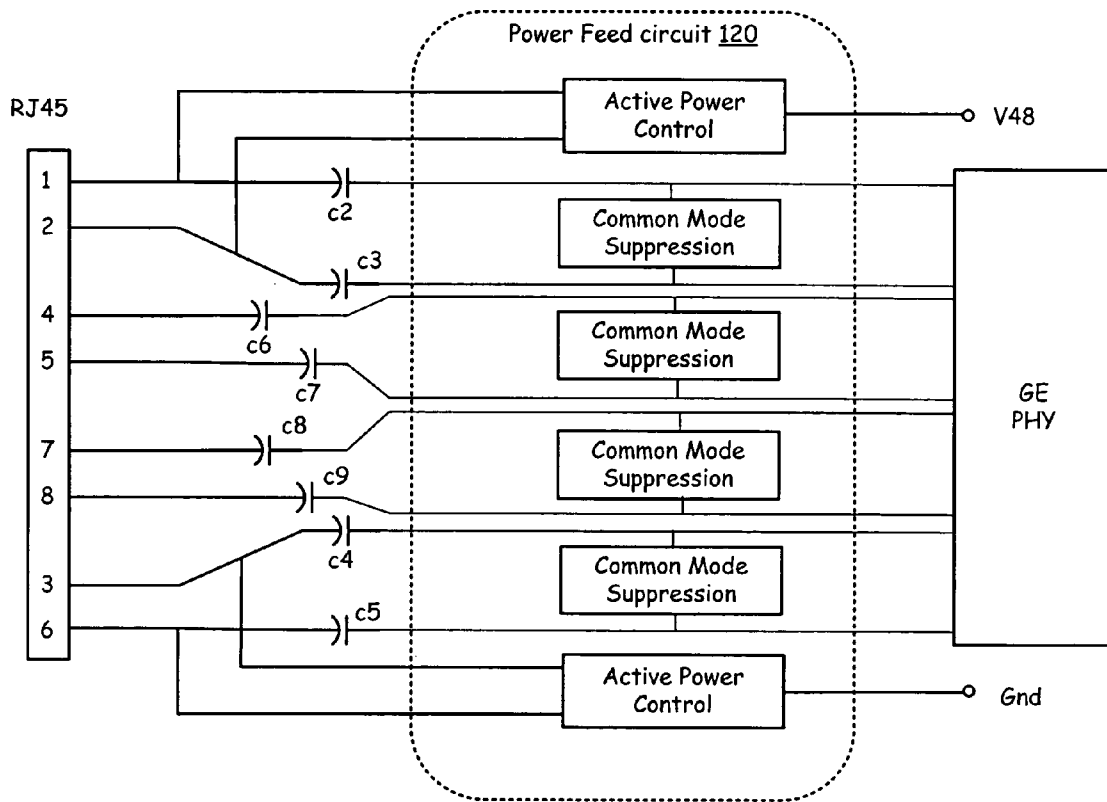 Power Feed circuit 120
RJ45
Active Power
Control
V48
1
c2
2
Common Mode
Suppression
c3
4
c6
Common Mode
Suppression
5
c7
GE
PHY
c8
7
Common Mode
Suppression
c9
8
c4
3
Common Mode
Suppression
c5
6
Active Power
Control
Gnd